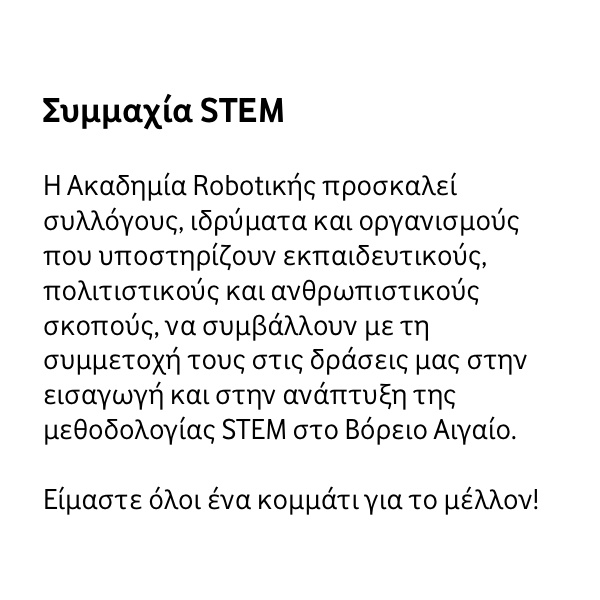 Συμμαχία STEM
Η Ακαδημία Robotικής προσκαλεί
συλλόγους, ιδρύματα και οργανισμούς
που υποστηρίζουν εκπαιδευτικούς,
πολιτιστικούς και ανθρωπιστικούς
σκοπούς, να συμβάλλουν με τη
συμμετοχή τους στις δράσεις μας στην
εισαγωγή και στην ανάπτυξη της
μεθοδολογίας STEM στο Βόρειο Αιγαίο.
Είμαστε όλοι ένα κομμάτι για το μέλλον!